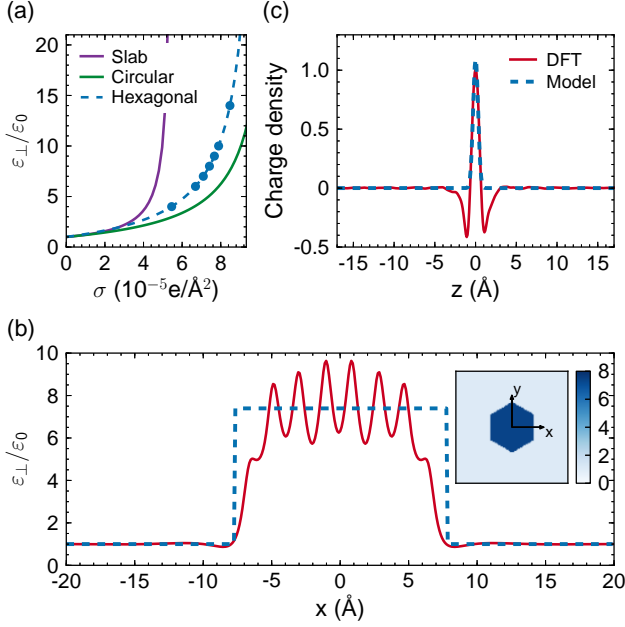 (a)
20
15
10
5
0
ε⊥/ε0
Slab
Circular
Hexagonal
0 2 4 6 8
σ (10⁻⁵e/Å²)
(c)
1.0
0.5
0
-0.5
Charge density
DFT
Model
-15 -10 -5 0 5 10 15
z (Å)
(b)
10
8
6
4
2
0
ε⊥/ε0
y
x
8
6
4
2
0
-20 -15 -10 -5 0 5 10 15 20
x (Å)